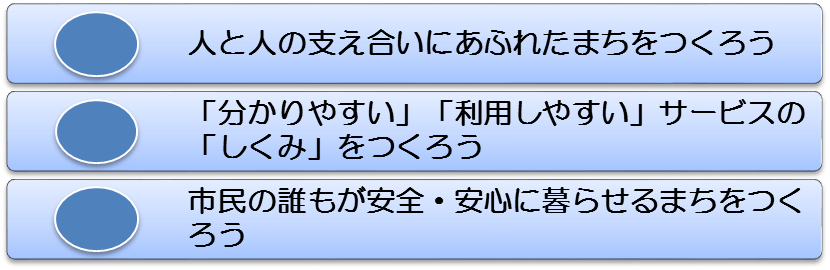 人と人の支え合いにあふれたまちをつくろう
「分かりやすい」「利用しやすい」サービスの
「しくみ」をつくろう
市民の誰もが安全・安心に暮らせるまちをつく
ろう